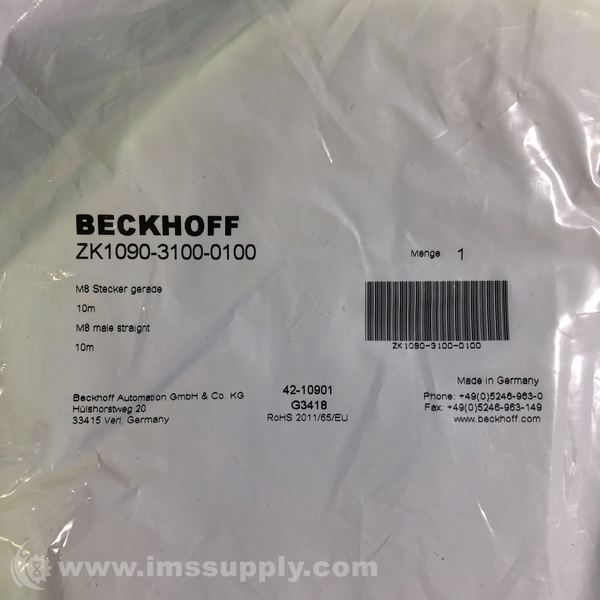 BECKHOFF
ZK1090-3100-0100
Menge: 1
M8 Stecker gerade
10m
M8 male straight
10m
ZK1090-3100-0100
Beckhoff Automation GmbH & Co. KG
Hülshorstweg 20
33415 Verl, Germany
42-10901
G3418
RoHS 2011/65/EU
Made in Germany
Phone: +49(0)5246-963-0
Fax: +49(0)5246-963-149
www.beckhoff.com
www.imssupply.com